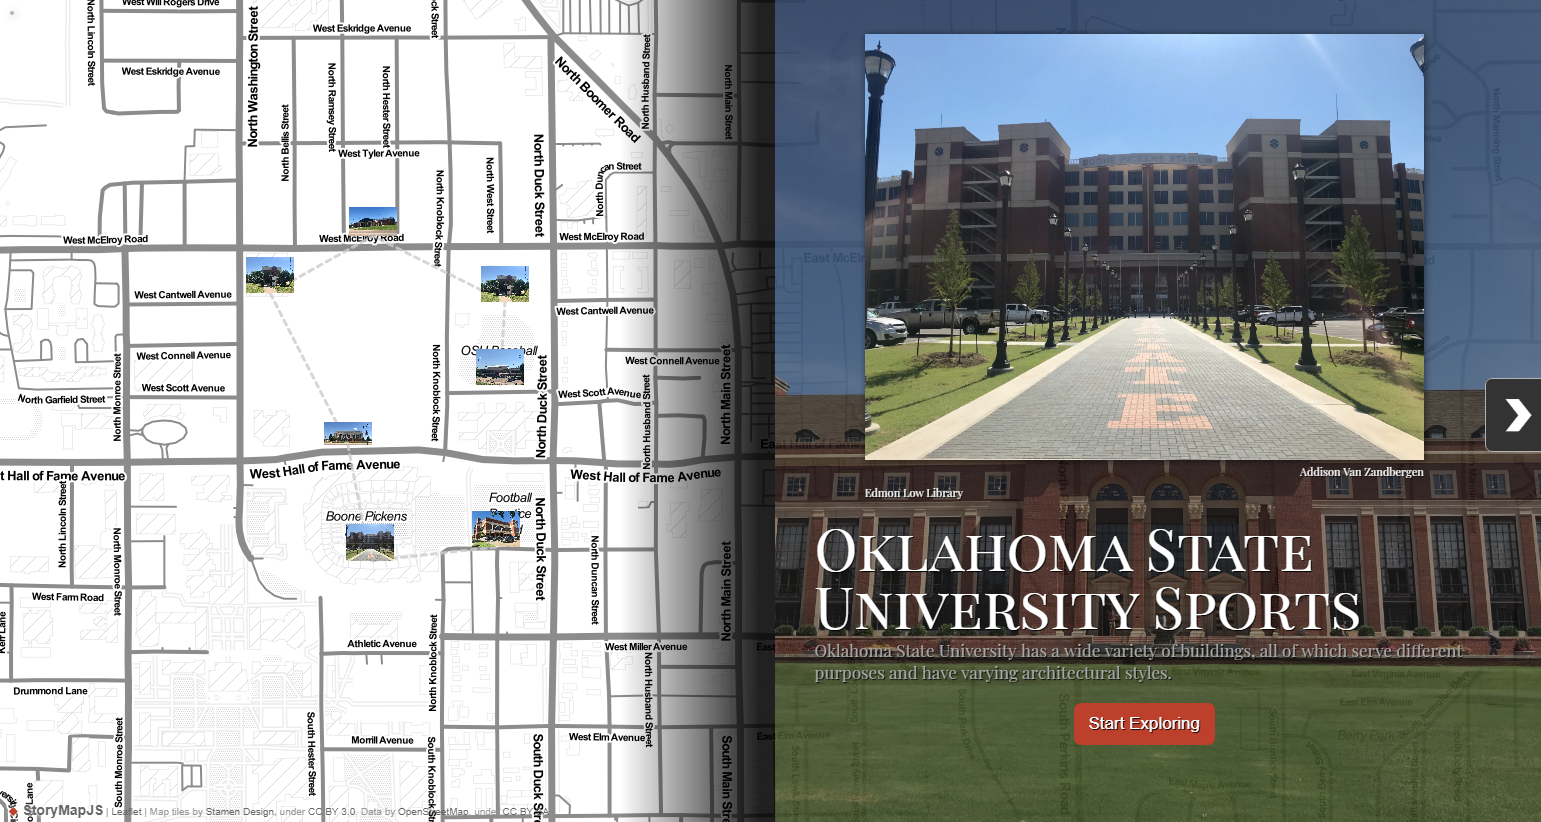 West Will Rogers Drive
North Lincoln Street
West Eskridge Avenue
North Washington Street
West Eskridge Avenue
North Ramsey Street
North Hester Street
North Bellis Street
West Tyler Avenue
North Boomer Road
North Husband Street
North Main Street
North Duncan Street
North Duck Street
North West Street
North Knoblock Street
West McElroy Road
West McElroy Road
West McElroy Road
West Cantwell Avenue
West Cantwell Avenue
West Connell Avenue
West Connell Avenue
West Scott Avenue
West Scott Avenue
North Garfield Street
North Monroe Street
North Knoblock Street
North Duck Street
North Husband Street
North Main Street
t Hall of Fame Avenue
West Hall of Fame Avenue
West Hall of Fame Avenue
North Lincoln Street
Boone Pickens
Football
North Monroe Street
North Duck Street
North Duncan Street
North Main Street
West Farm Road
Athletic Avenue
North Knoblock Street
West Miller Avenue
North Husband Street
Drummond Lane
South Monroe Street
South Hester Street
Morrill Avenue
South Knoblock S
South Duck Str
West Elm Avenue
South Main Str
StoryMapJS | Leaflet | Map tiles by Stamen Design, under CC BY 3.0. Data by OpenStreetMap, under CC BY SA
Addison Van Zandbergen
Edmon Low Library
Oklahoma State
University Sports
Oklahoma State University has a wide variety of buildings, all of which serve different
purposes and have varying architectural styles.
Start Exploring